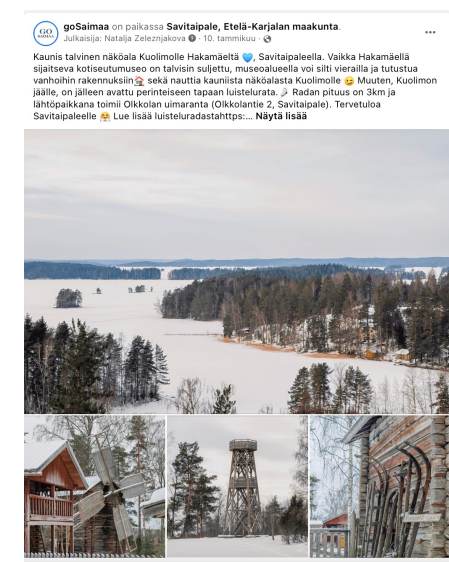 GO
SAIMAA
goSaimaa on paikassa Savitaipale, Etelä-Karjalan maakunta.
Julkaisija: Natalja Zeleznjakova · 10. tammikuu ·
Kaunis talvinen näköala Kuolimolle Hakamäeltä 💙, Savitaipaleella. Vaikka Hakamäellä
sijaitseva kotiseutumuseo on talvisin suljettu, museoalueella voi silti vierailla ja tutustua
vanhoihin rakennuksiin🏠 sekä nauttia kauniista näköalasta Kuolimolle 😉 Muuten, Kuolimon
jäälle, on jälleen avattu perinteiseen tapaan luistelurata.⛸ Radan pituus on 3km ja
lähtöpaikkana toimii Olkkolan uimaranta (Olkkolantie 2, Savitaipale). Tervetuloa
Savitaipaleelle 🤗 Lue lisää luisteluradastahttps:... Näytä lisää